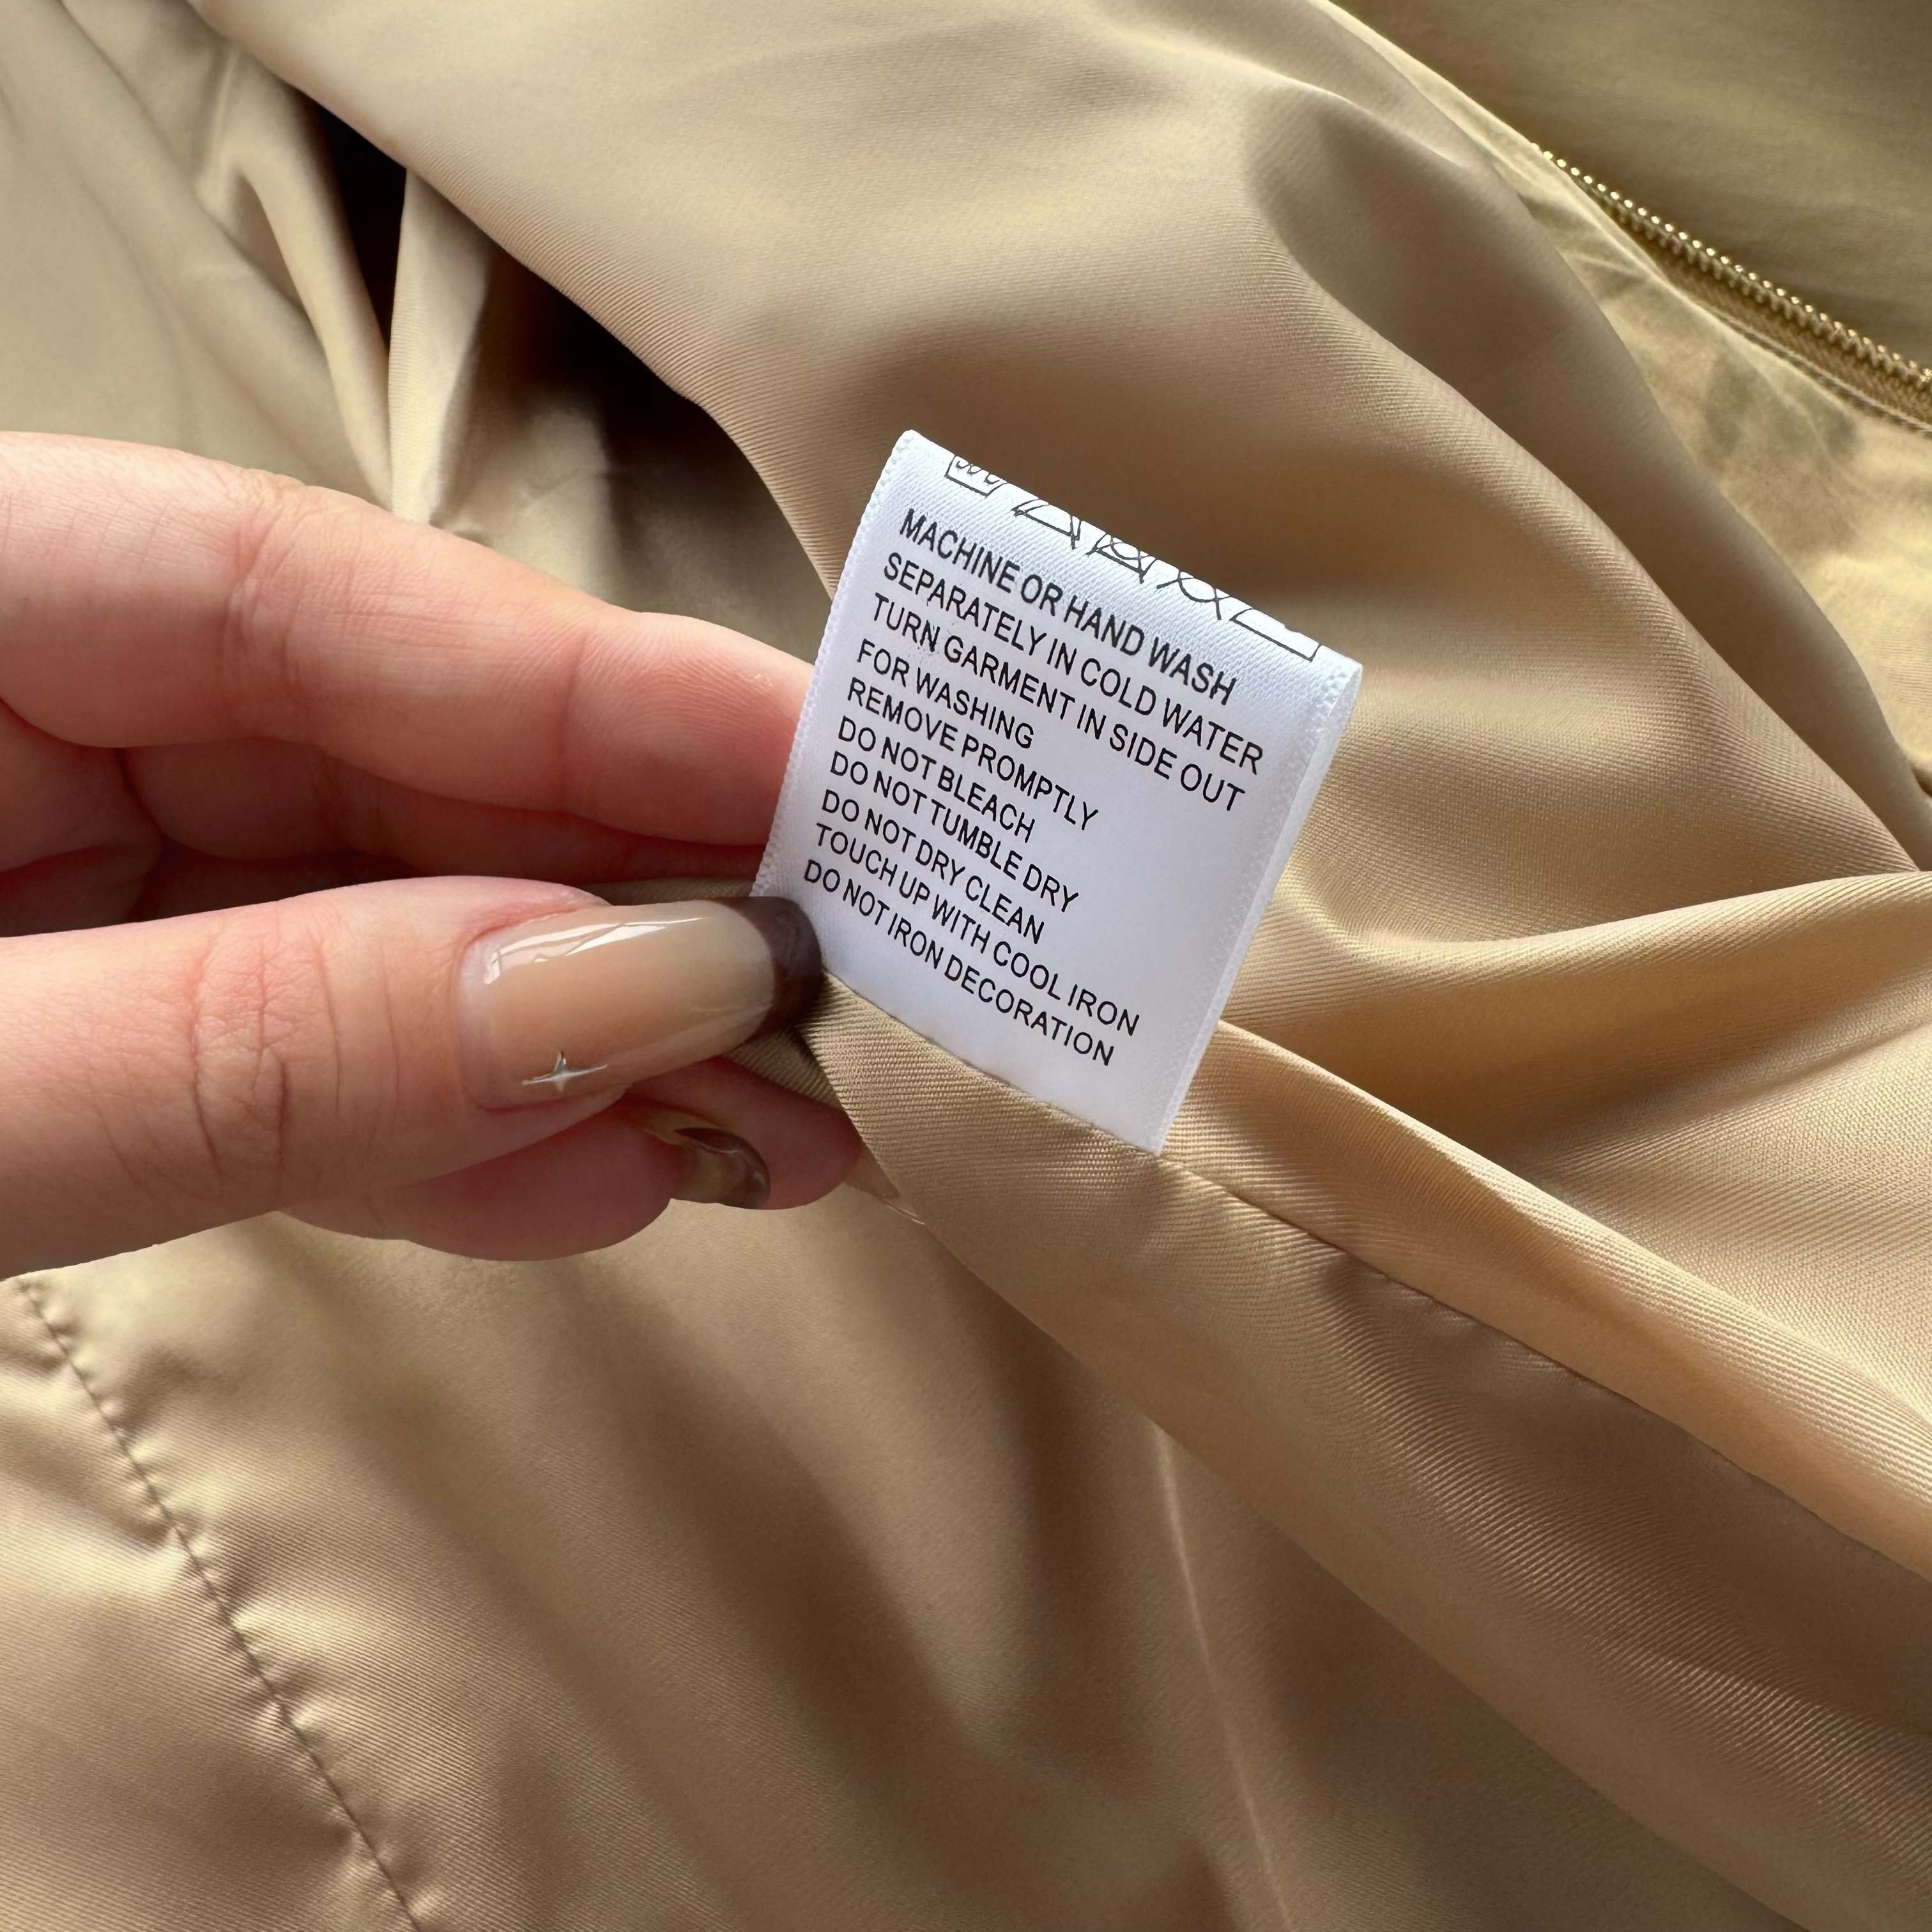 MACHINE OR HAND WASH
SEPARATELY IN COLD WATER
TURN GARMENT IN SIDE OUT
FOR WASHING
REMOVE PROMPTLY
DO NOT BLEACH
DO NOT TUMBLE DRY
DO NOT DRY CLEAN
TOUCH UP WITH COOL IRON
DO NOT IRON DECORATION